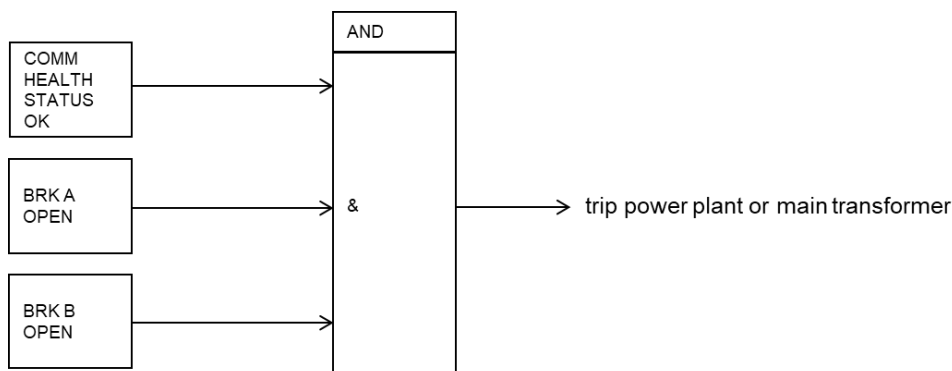 AND
COMM
HEALTH
STATUS
OK
BRK A
OPEN
&
trip power plant or main transformer
BRK B
OPEN